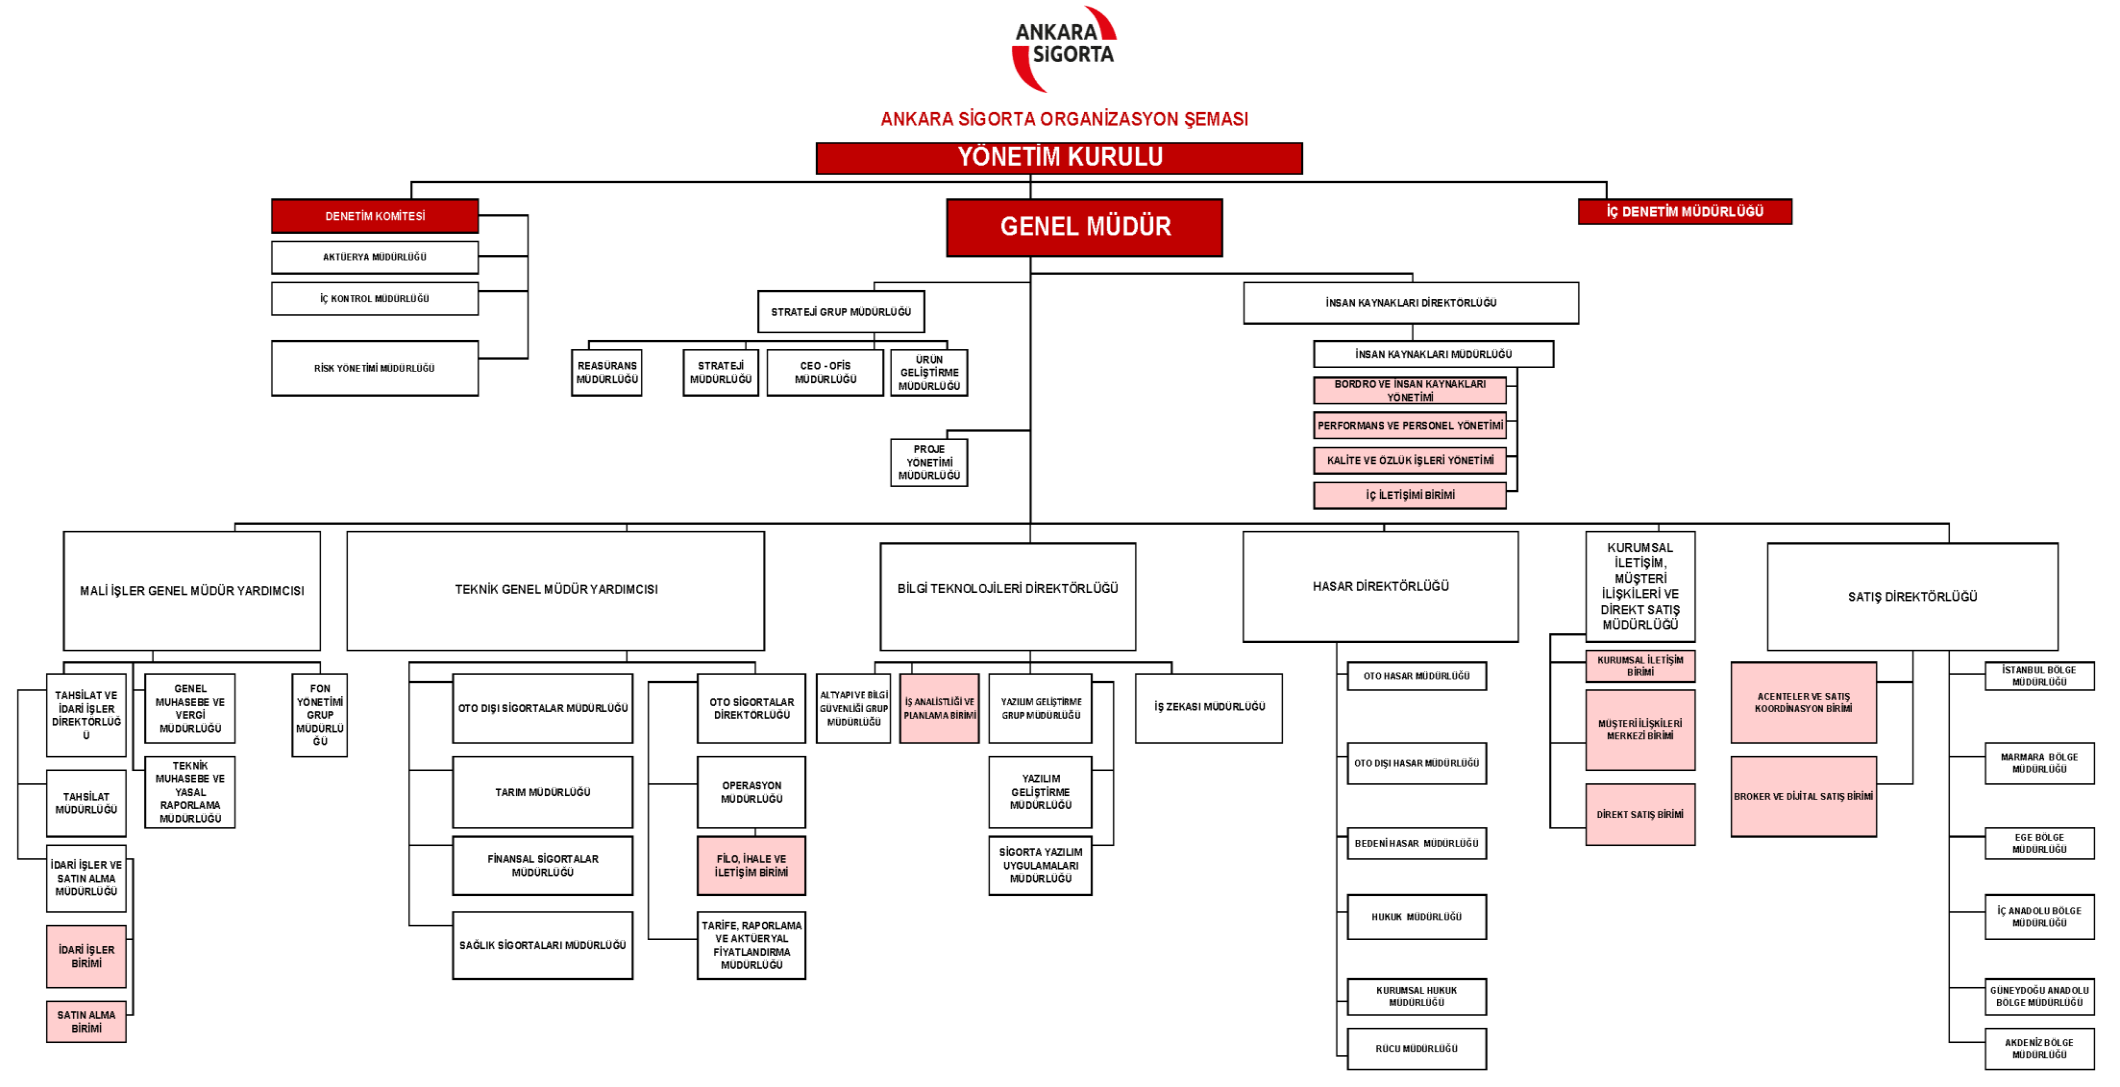 ANKARA
SİGORTA
ANKARA SİGORTA ORGANİZASYON ŞEMASI
YÖNETİM KURULU
DENETİM KOMİTESİ
GENEL MÜDÜR
İÇ DENETİM MÜDÜRLÜĞÜ
AKTÜERYA MÜDÜRLÜĞÜ
İÇ KONTROL MÜDÜRLÜĞÜ
RİSK YÖNETİMİ MÜDÜRLÜĞÜ
STRATEJİ GRUP MÜDÜRLÜĞÜ
REASÜRANS
MÜDÜRLÜĞÜ
STRATEJİ
MÜDÜRLÜĞÜ
CEO - OFİS
MÜDÜRLÜĞÜ
ÜRÜN
GELİŞTİRME
MÜDÜRLÜĞÜ
PROJE
YÖNETİMİ
MÜDÜRLÜĞÜ
İNSAN KAYNAKLARI DİREKTÖRLÜĞÜ
İNSAN KAYNAKLARI MÜDÜRLÜĞÜ
BORDRO VE İNSAN KAYNAKLARI
YÖNETİMİ
PERFORMANS VE PERSONEL YÖNETİMİ
KALİTE VE ÖZLÜK İŞLERİ YÖNETİMİ
İÇ İLETİŞİMİ BİRİMİ
MALİ İŞLER GENEL MÜDÜR YARDIMCISI
TAHSİLAT VE
İDARİ İŞLER
DİREKTÖRLÜĞ
Ü
TAHSİLAT
MÜDÜRLÜĞÜ
İDARİ İŞLER VE
SATIN ALMA
MÜDÜRLÜĞÜ
İDARİ İŞLER
BİRİMİ
SATIN ALMA
BİRİMİ
GENEL
MUHASEBE VE
VERGİ
MÜDÜRLÜĞÜ
TEKNİK
MUHASEBE VE
YASAL
RAPORLAMA
MÜDÜRLÜĞÜ
FON
YÖNETİMİ
GRUP
MÜDÜRLÜ
ĞÜ
TEKNİK GENEL MÜDÜR YARDIMCISI
OTO DIŞI SİGORTALAR MÜDÜRLÜĞÜ
TARIM MÜDÜRLÜĞÜ
FİNANSAL SİGORTALAR
MÜDÜRLÜĞÜ
SAĞLIK SİGORTALARI MÜDÜRLÜĞÜ
OTO SİGORTALAR
DİREKTÖRLÜĞÜ
OPERASYON
MÜDÜRLÜĞÜ
FİLO, İHALE VE
İLETİŞİM BİRİMİ
TARİFE, RAPORLAMA
VE AKTÜERYAL
FİYATLANDIRMA
MÜDÜRLÜĞÜ
BİLGİ TEKNOLOJİLERİ DİREKTÖRLÜĞÜ
ALTYAPI VE BİLGİ
GÜVENLİĞİ GRUP
MÜDÜRLÜĞÜ
İŞ ANALİSTLİĞİ VE
PLANLAMA BİRİMİ
YAZILIM GELİŞTİRME
GRUP MÜDÜRLÜĞÜ
YAZILIM
GELİŞTİRME
MÜDÜRLÜĞÜ
SİGORTA YAZILIM
UYGULAMALARI
MÜDÜRLÜĞÜ
İŞ ZEKASI MÜDÜRLÜĞÜ
HASAR DİREKTÖRLÜĞÜ
OTO HASAR MÜDÜRLÜĞÜ
OTO DIŞI HASAR MÜDÜRLÜĞÜ
BEDENİ HASAR MÜDÜRLÜĞÜ
HUKUK MÜDÜRLÜĞÜ
KURUMSAL HUKUK
MÜDÜRLÜĞÜ
RÜCU MÜDÜRLÜĞÜ
KURUMSAL
İLETİŞİM,
MÜŞTERİ
İLİŞKİLERİ VE
DİREKT SATIŞ
MÜDÜRLÜĞÜ
KURUMSAL İLETİŞİM
BİRİMİ
MÜŞTERİ İLİŞKİLERİ
MERKEZİ BİRİMİ
DİREKT SATIŞ BİRİMİ
SATIŞ DİREKTÖRLÜĞÜ
ACENTELER VE SATIŞ
KOORDİNASYON BİRİMİ
BROKER VE DİJİTAL SATIŞ BİRİMİ
İSTANBUL BÖLGE
MÜDÜRLÜĞÜ
MARMARA BÖLGE
MÜDÜRLÜĞÜ
EGE BÖLGE
MÜDÜRLÜĞÜ
İÇ ANADOLU BÖLGE
MÜDÜRLÜĞÜ
GÜNEYDOĞU ANADOLU
BÖLGE MÜDÜRLÜĞÜ
AKDENİZ BÖLGE
MÜDÜRLÜĞÜ